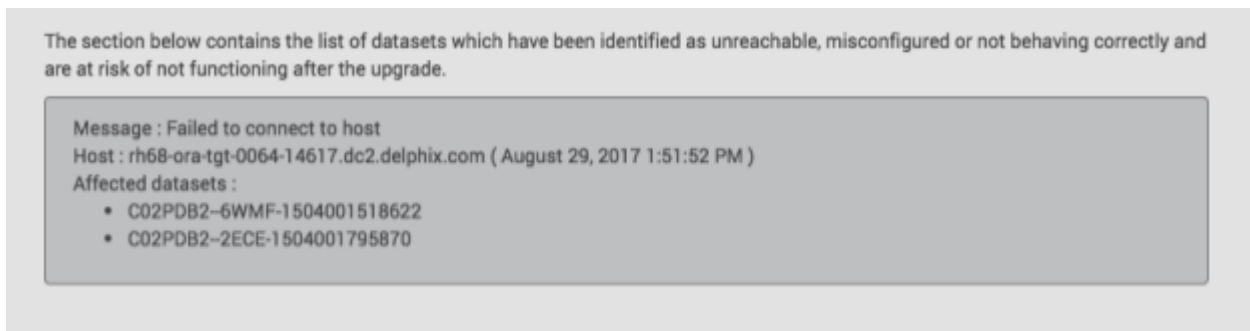 The section below contains the list of datasets which have been identified as unreachable, misconfigured or not behaving correctly and
are at risk of not functioning after the upgrade.
Message : Failed to connect to host
Host : rh68-ora-tgt-0064-14617.dc2.delphix.com ( August 29, 2017 1:51:52 PM )
Affected datasets :
• C02PDB2--6WMF-1504001518622
• C02PDB2--2ECE-1504001795870